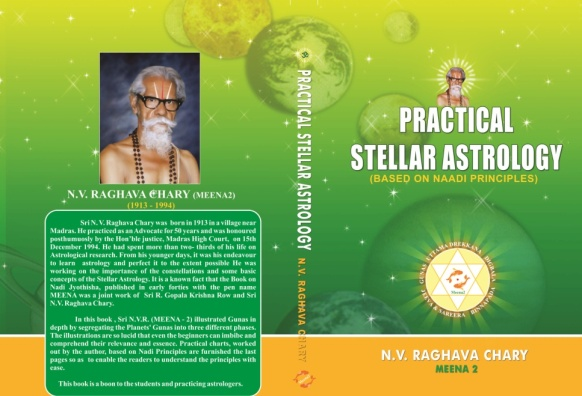 N.V. RAGHAVA CHARY (MEENA2)
(1913 - 1994)
Sri N. V. Raghava Chary was born in 1913 in a village near
Madras. He practiced as an Advocate for 50 years and was honoured
posthumously by the Hon'ble justice, Madras High Court, on 15th
December 1994. He had spent more than two- thirds of his life on
Astrological research. From his younger days, it was his endeavour
to learn astrology and perfect it to the extent possible He was
working on the importance of the constellations and some basic
concepts of the Stellar Astrology. It is a known fact that the Book on
Nadi Jyothisha, published in early forties with the pen name
MEENA was a joint work of Sri R. Gopala Krishna Row and Sri
N.V.Raghava Chary.
In this book , Sri N.V.R. (MEENA - 2) illustrated Gunas in
depth by segregating the Planets' Gunas into three different phases.
The illustrations are so lucid that even the beginners can imbibe and
comprehend their relevance and essence. Practical charts, worked
out by the author, based on Nadi Principles are furnished the last
pages so as to enable the readers to understand the principles with
ease.
This book is a boon to the students and practicing astrologers.
PRACTICAL STELLAR ASTROLOGY N.V. RAGHAVA CHARY
PRACTICAL
STELLAR ASTROLOGY
(BASED ON NAADI PRINCIPLES)
N.V. RAGHAVA CHARY
MEENA 2